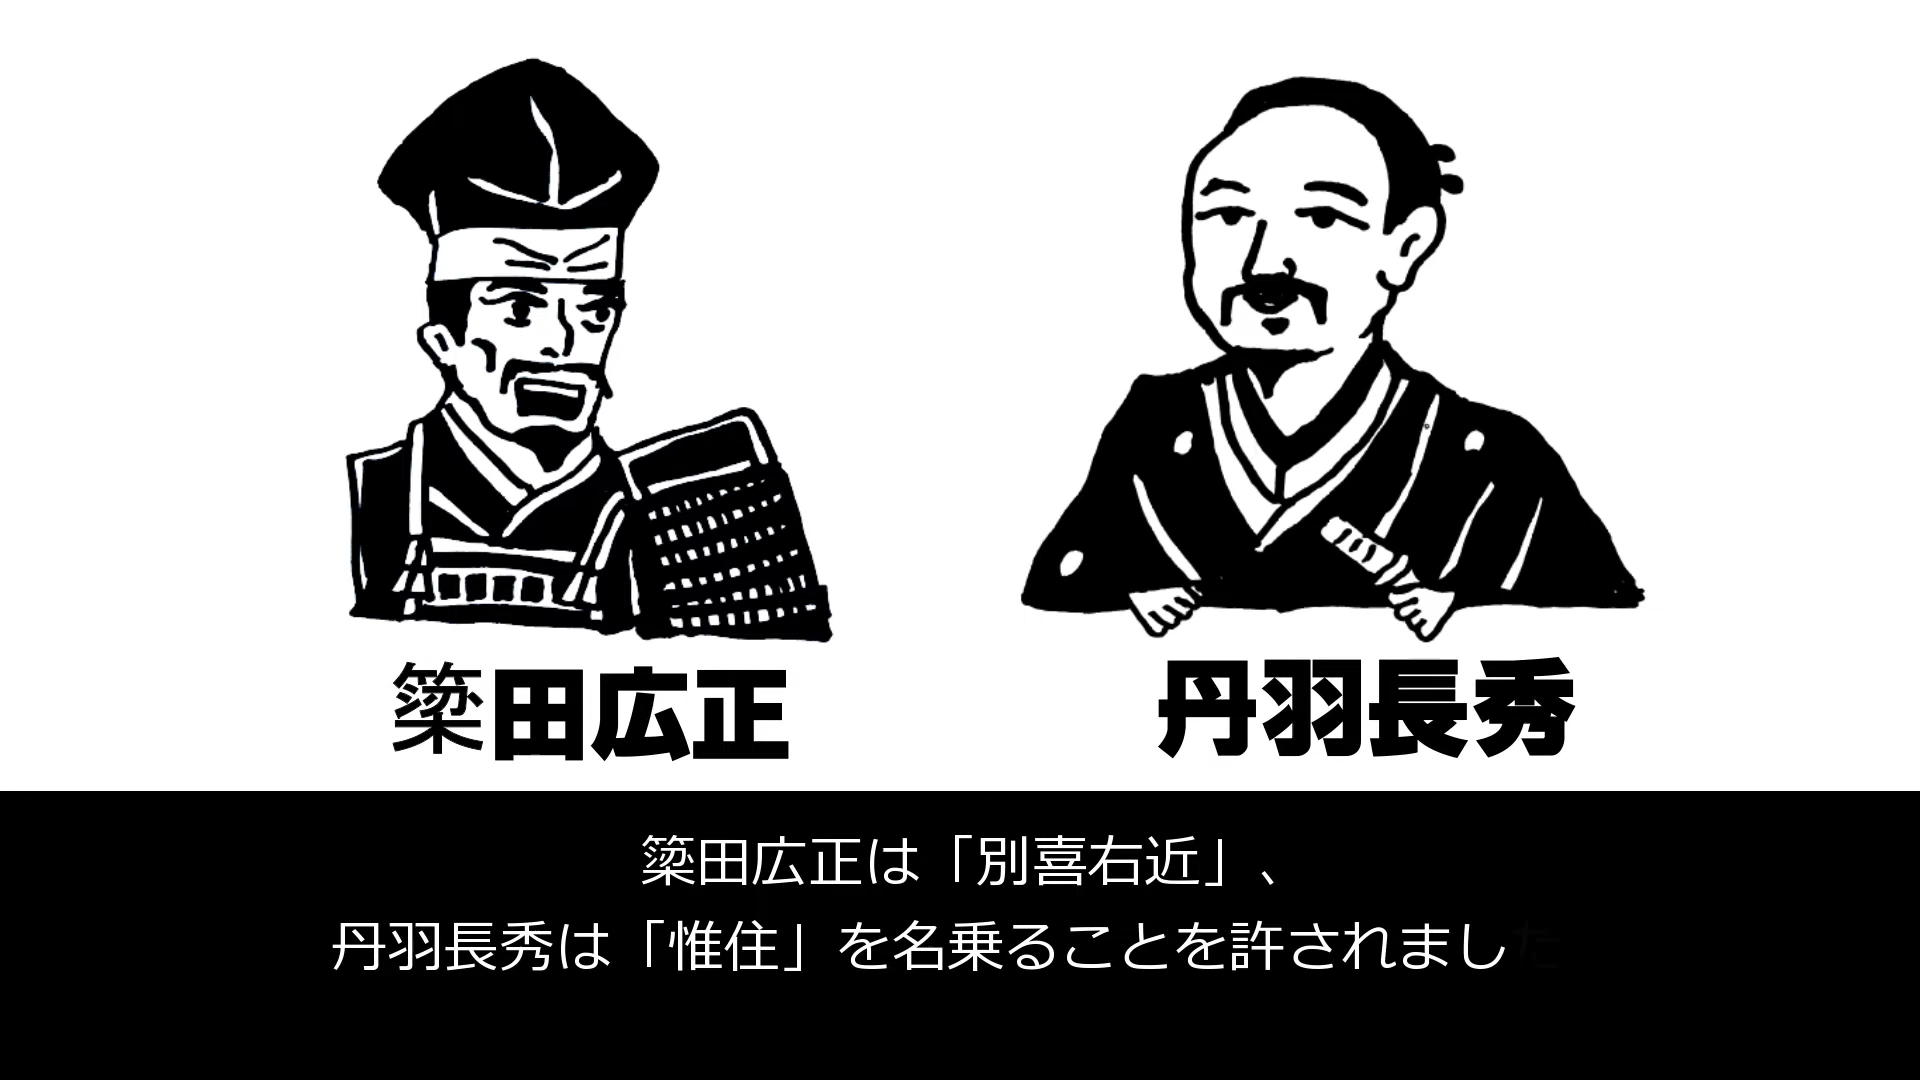 簗田広正
丹羽長秀
簗田広正は「別喜右近」、
丹羽長秀は「惟住」を名乗ることを許されました